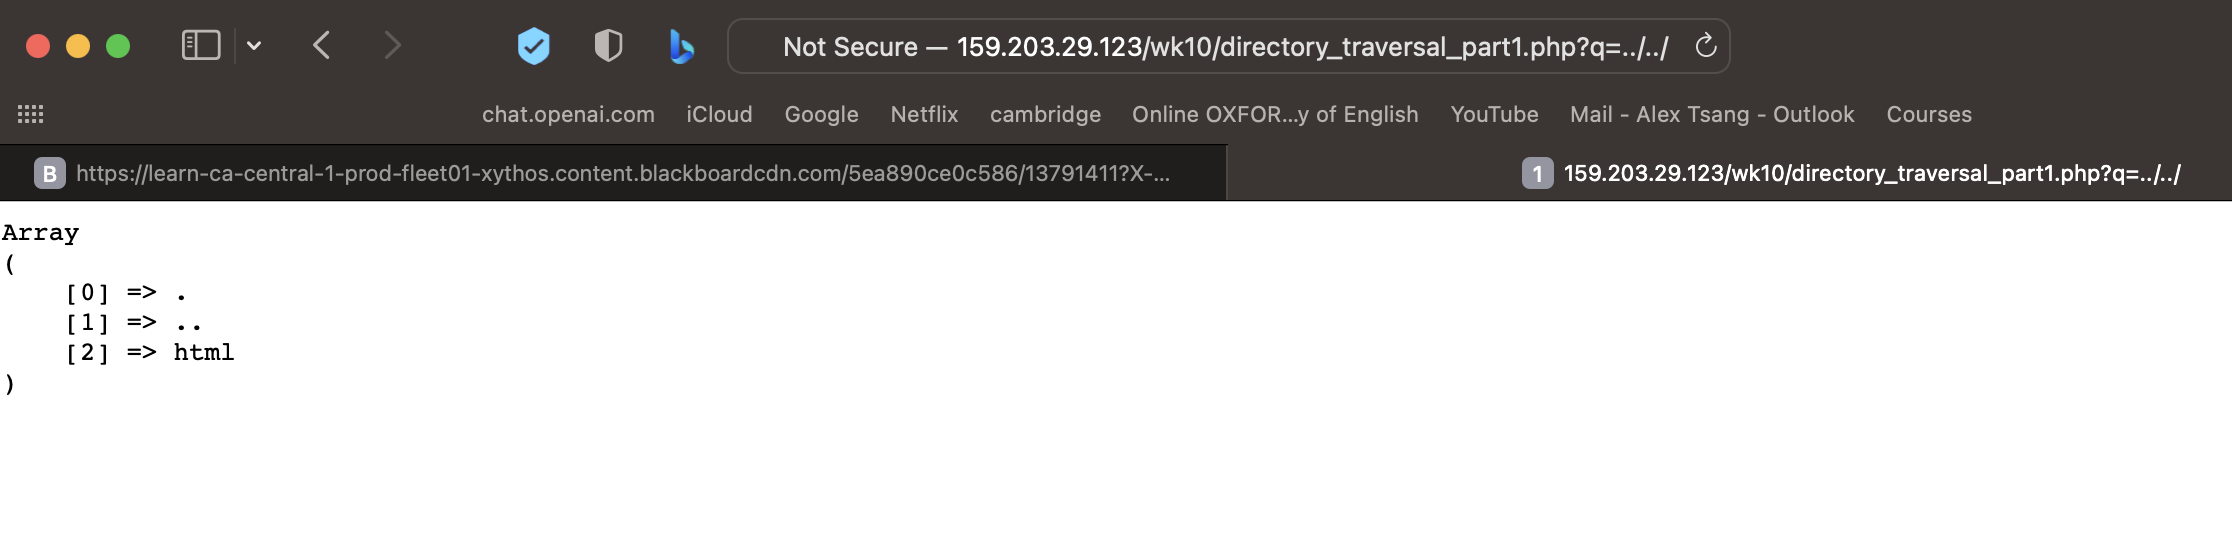 Not Secure — 159.203.29.123/wk10/directory_traversal_part1.php?q=../../
chat.openai.com iCloud Google Netflix cambridge Online OXFOR...y of English YouTube Mail - Alex Tsang - Outlook Courses
B https://learn-ca-central-1-prod-fleet01-xythos.content.blackboardcdn.com/5ea890ce0c586/13791411?X-... 1 159.203.29.123/wk10/directory_traversal_part1.php?q=../../
Array
(
    [0] => .
    [1] => ..
    [2] => html
)